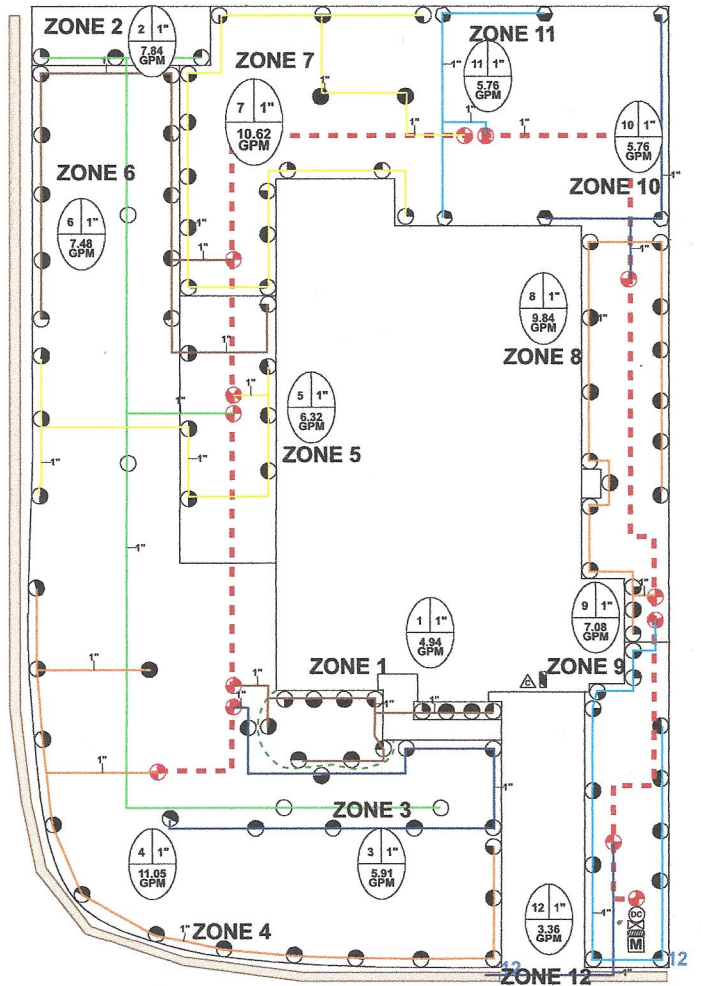 ZONE 2
2 1"
7.84
GPM
ZONE 11
1"
ZONE 7
1"
1"
11 1"
5.76
GPM
7 1"
10.62
GPM
1"
1"
10 1"
5.76
GPM
ZONE 6
1"
ZONE 10
6 1"
7.48
GPM
1"
1"
1"
8 1"
9.84
GPM
1"
1"
ZONE 8
1"
5 1"
6.32
GPM
1"
ZONE 5
1"
1"
1"
1"
9 1"
7.08
GPM
1 1"
4.94
GPM
1"
1"
ZONE 1
C
ZONE 9
1"
1"
1"
1"
ZONE 3
4 1"
11.05
GPM
3 1"
5.91
GPM
12 1"
3.36
GPM
1"
DC
M
1"
ZONE 4
12
12
ZONE 12
1"